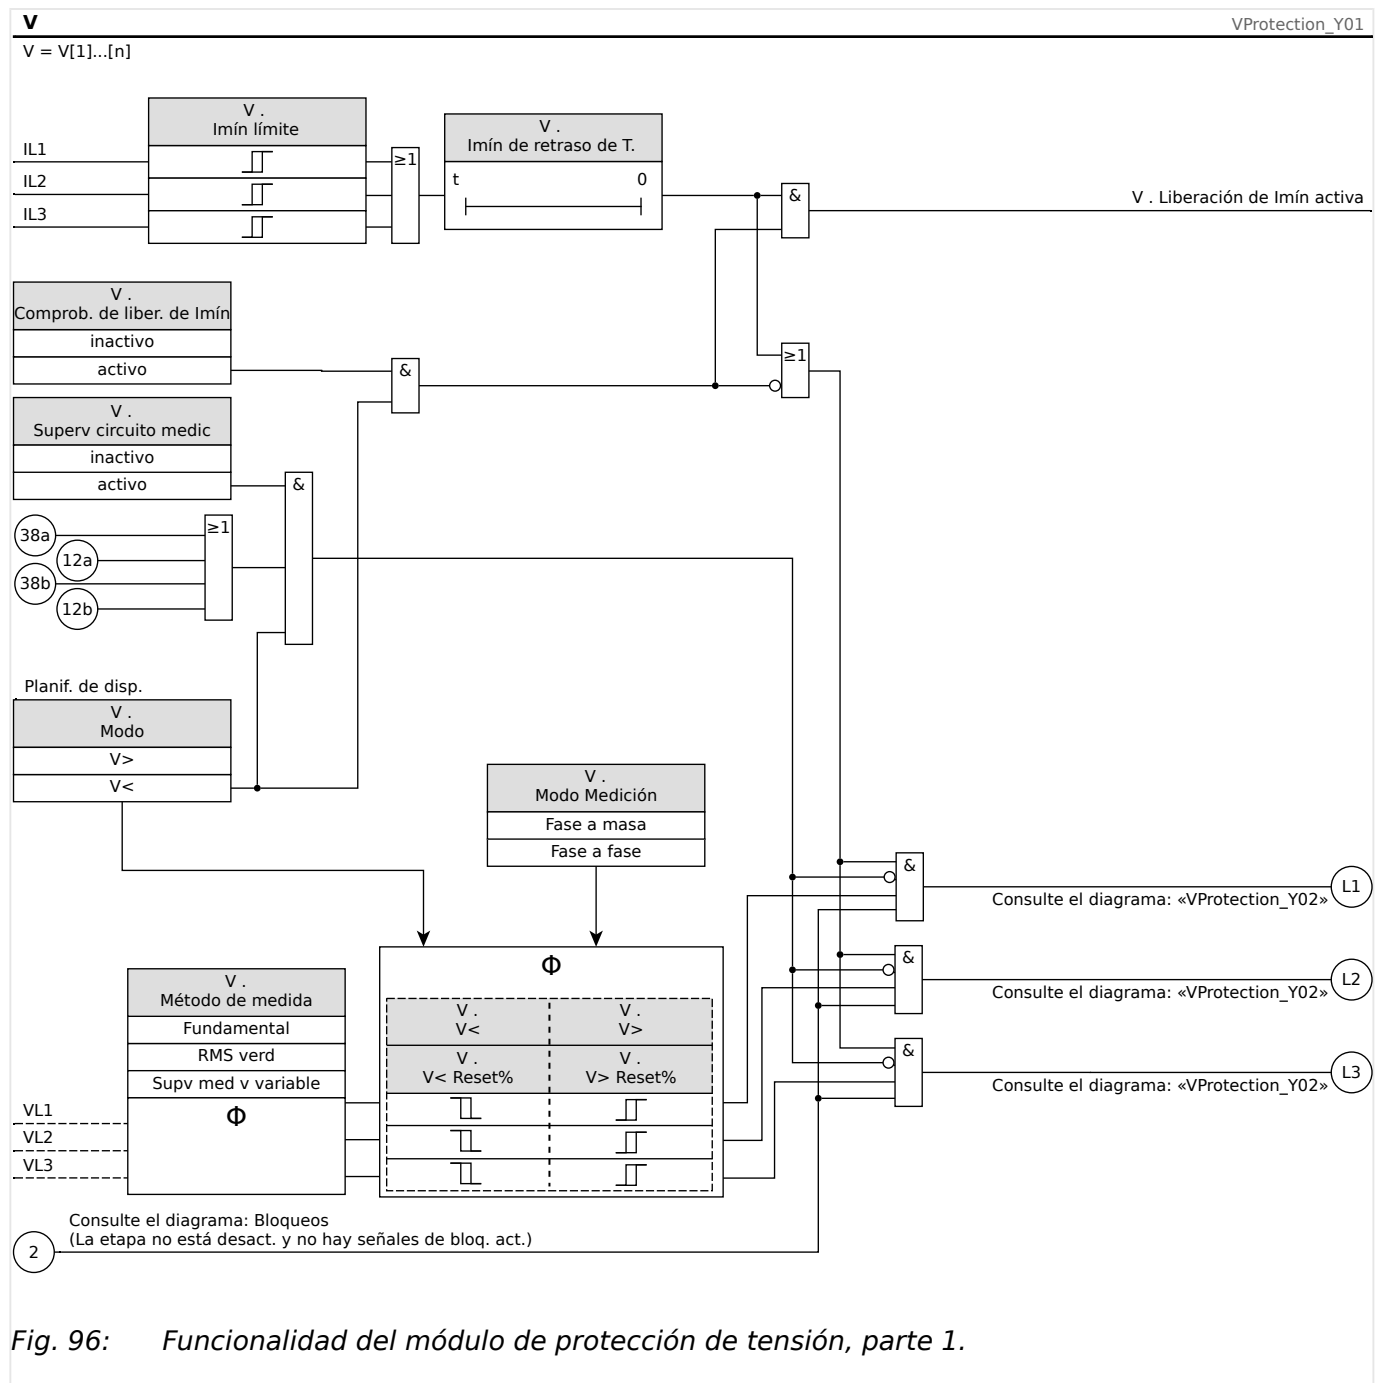 V
VProtection_Y01
V = V[1]...[n]
V .
Imín límite
IL1
IL2
IL3
≥1
V .
Imín de retraso de T.
t
0
&
V . Liberación de Imín activa
V .
Comprob. de liber. de Imín
inactivo
activo
&
≥1
V .
Superv circuito medic
inactivo
activo
&
38a
12a
38b
12b
≥1
Planif. de disp.
V .
Modo
V>
V<
V .
Modo Medición
Fase a masa
Fase a fase
&
L1
Consulte el diagrama: «VProtection_Y02»
&
L2
Consulte el diagrama: «VProtection_Y02»
&
L3
Consulte el diagrama: «VProtection_Y02»
V .
Método de medida
Fundamental
RMS verd
Supv med v variable
Φ
VL1
VL2
VL3
Φ
V .
V<
V .
V>
V .
V< Reset%
V .
V> Reset%
Consulte el diagrama: Bloqueos
(La etapa no está desact. y no hay señales de bloq. act.)
2
Fig. 96: Funcionalidad del módulo de protección de tensión, parte 1.